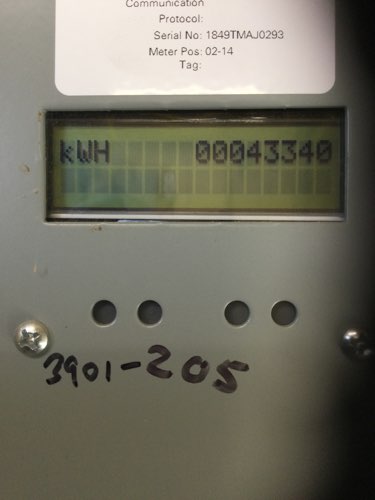 Communication
Protocol:
Serial No: 1849TMAJ0293
Meter Pos: 02-14
Tag:
kWH 00043340
3901-205